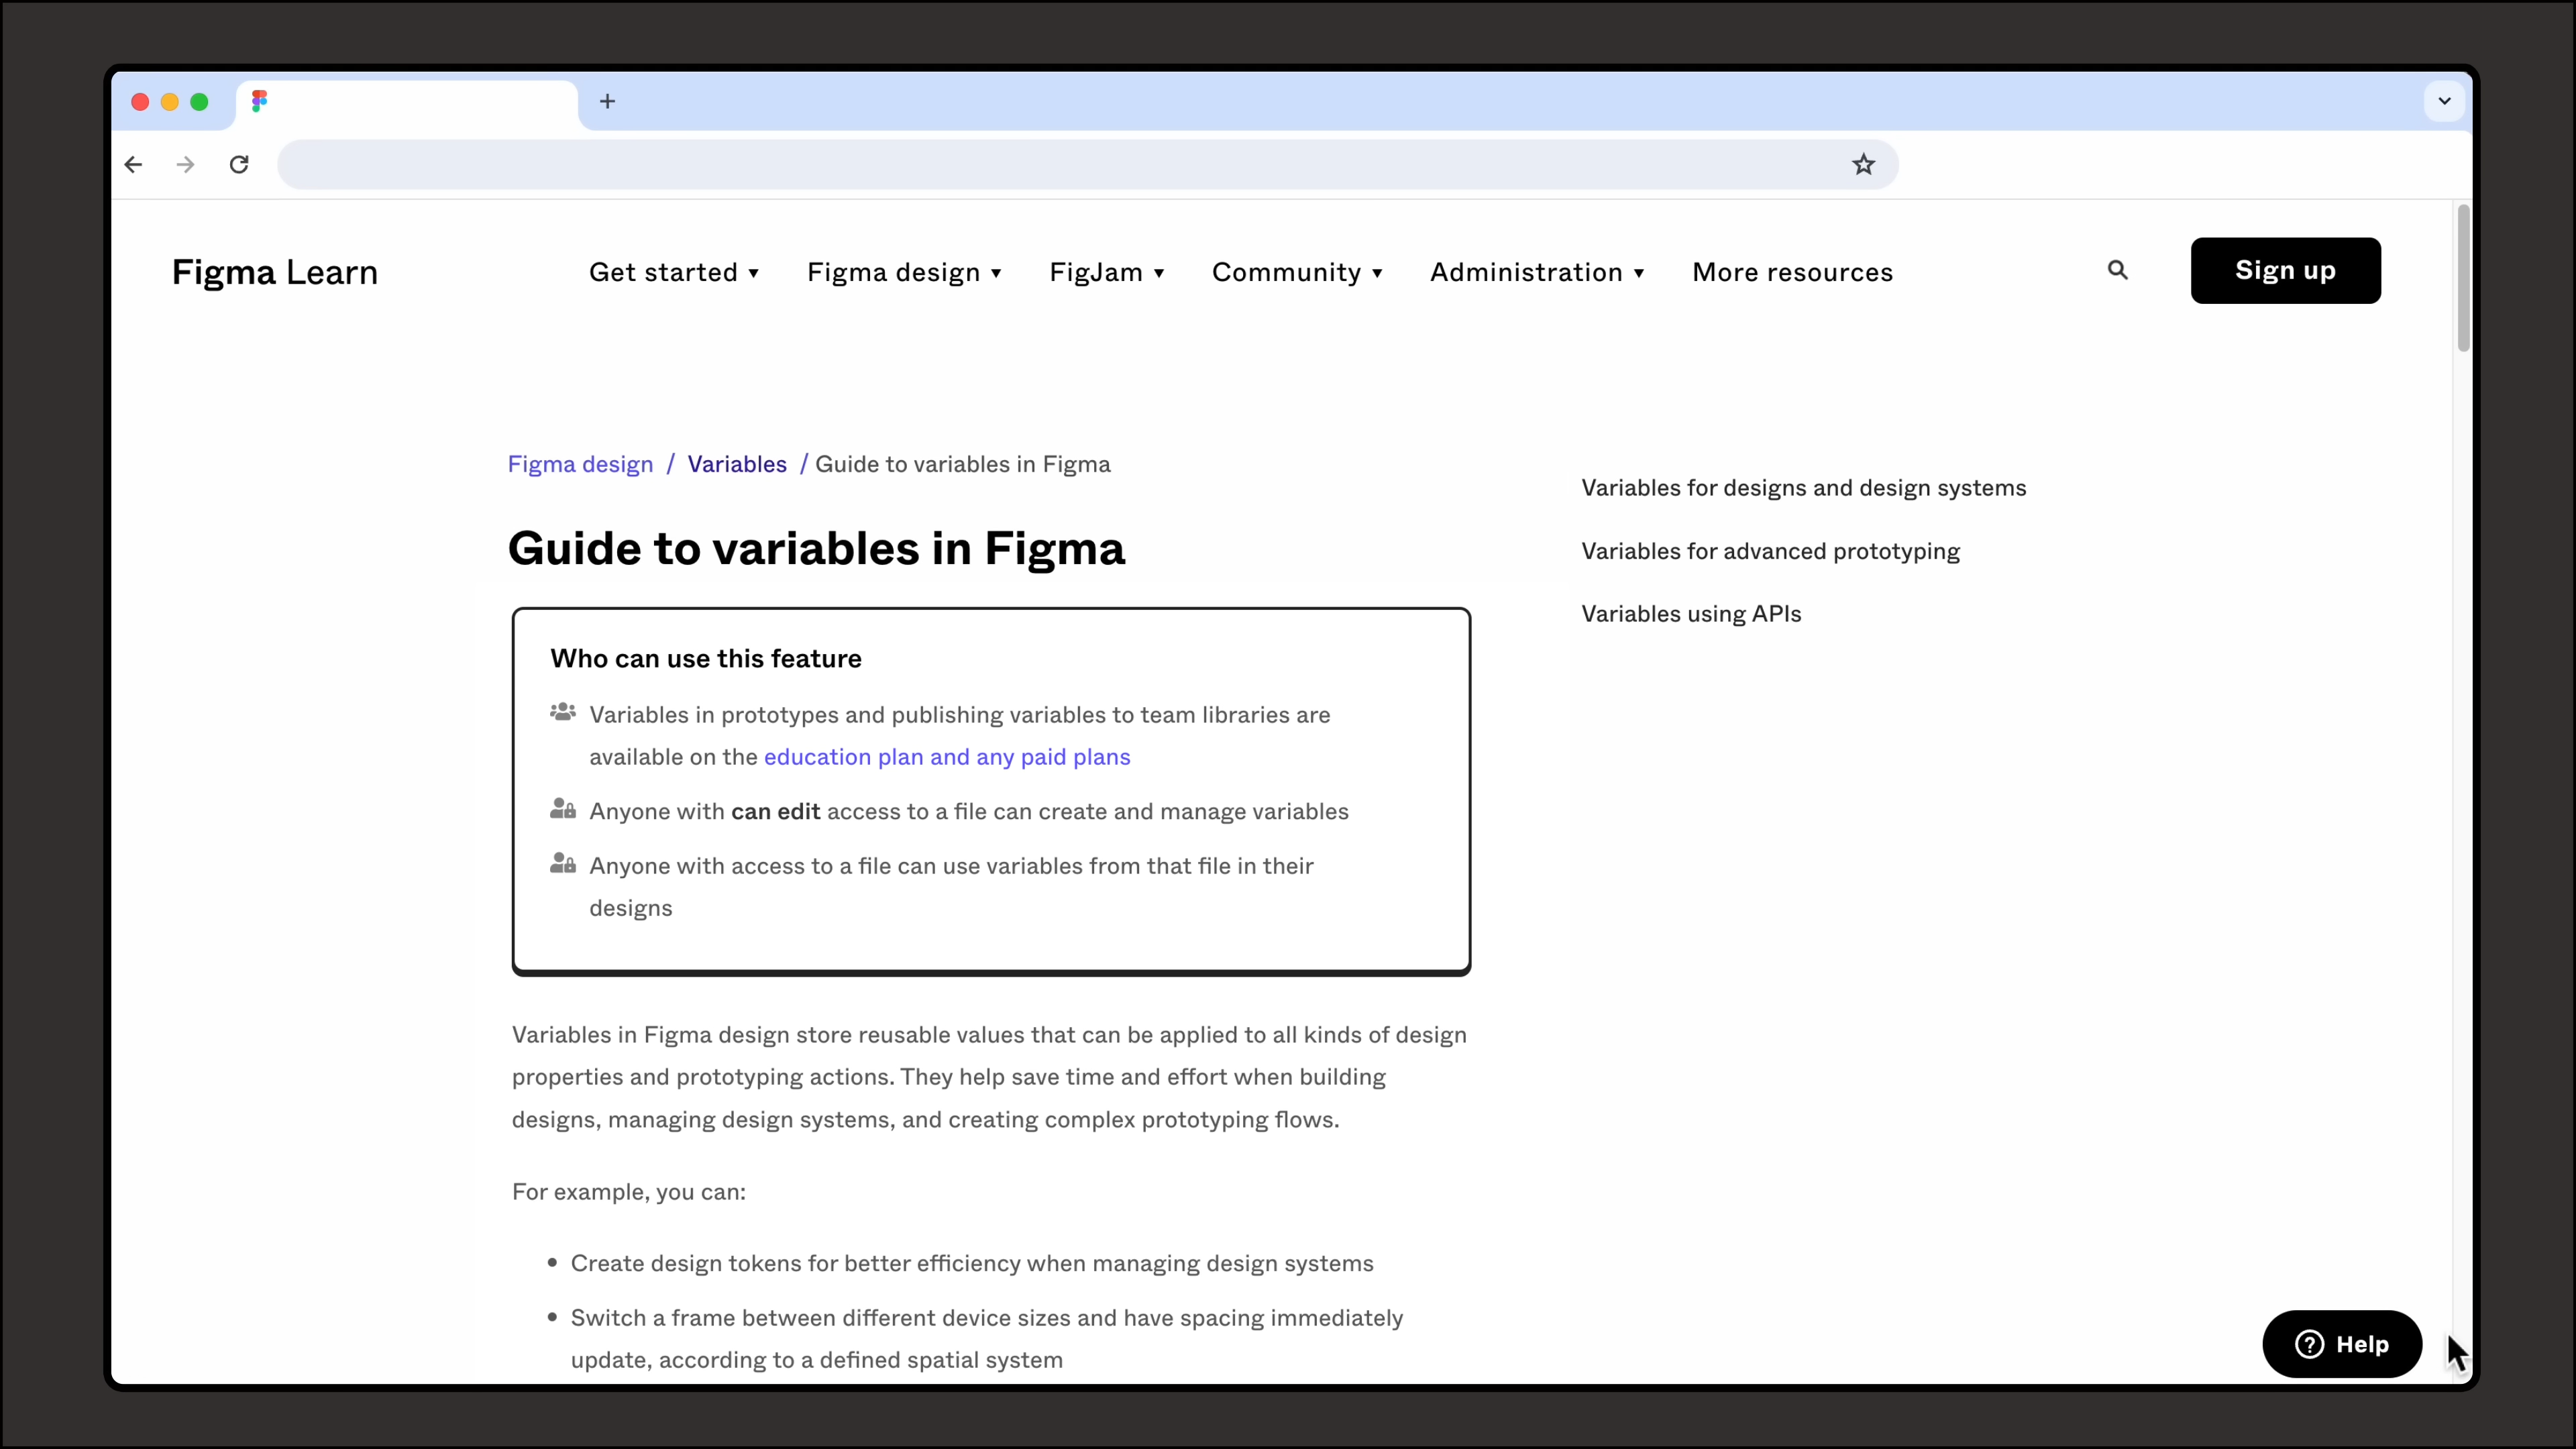 Figma Learn
Get started ▼ Figma design ▼ FigJam ▼ Community ▼ Administration ▼ More resources
Sign up
Figma design / Variables / Guide to variables in Figma
Guide to variables in Figma
Who can use this feature
Variables in prototypes and publishing variables to team libraries are
available on the education plan and any paid plans
Anyone with can edit access to a file can create and manage variables
Anyone with access to a file can use variables from that file in their
designs
Variables in Figma design store reusable values that can be applied to all kinds of design
properties and prototyping actions. They help save time and effort when building
designs, managing design systems, and creating complex prototyping flows.
For example, you can:
• Create design tokens for better efficiency when managing design systems
• Switch a frame between different device sizes and have spacing immediately
update, according to a defined spatial system
Variables for designs and design systems
Variables for advanced prototyping
Variables using APIs
Help